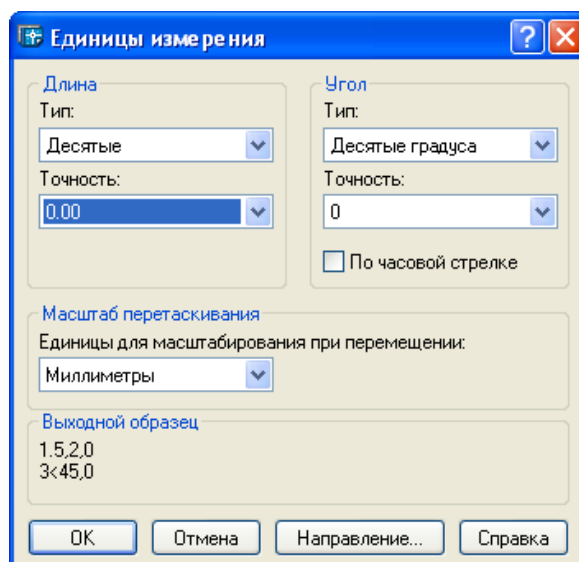 Единицы измерения
Длина
Тип:
Десятые
Точность:
0.00
Угол
Тип:
Десятые градуса
Точность:
0
По часовой стрелке
Масштаб перетаскивания
Единицы для масштабирования при перемещении:
Миллиметры
Выходной образец
1.5,2,0
3<45,0
OK
Отмена
Направление...
Справка